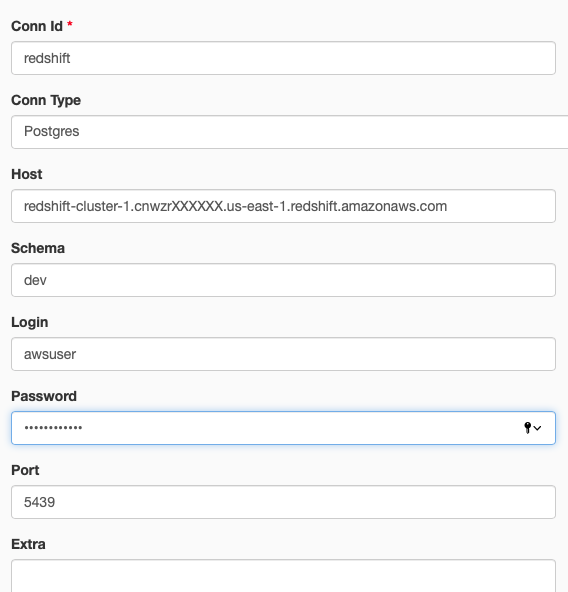 Conn Id *
redshift
Conn Type
Postgres
Host
redshift-cluster-1.cnwzrXXXXXX.us-east-1.redshift.amazonaws.com
Schema
dev
Login
awsuser
Password
••••••••••••
Port
5439
Extra